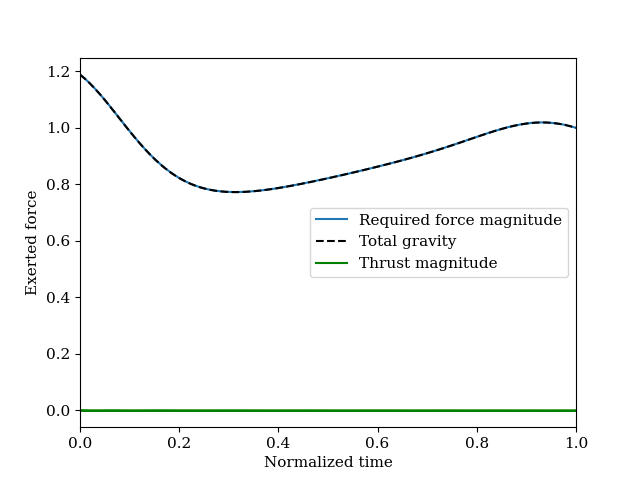 1.2
1.0
0.8
0.6
0.4
0.2
0.0
Exerted force
Required force magnitude
Total gravity
Thrust magnitude
0.0 0.2 0.4 0.6 0.8 1.0
Normalized time